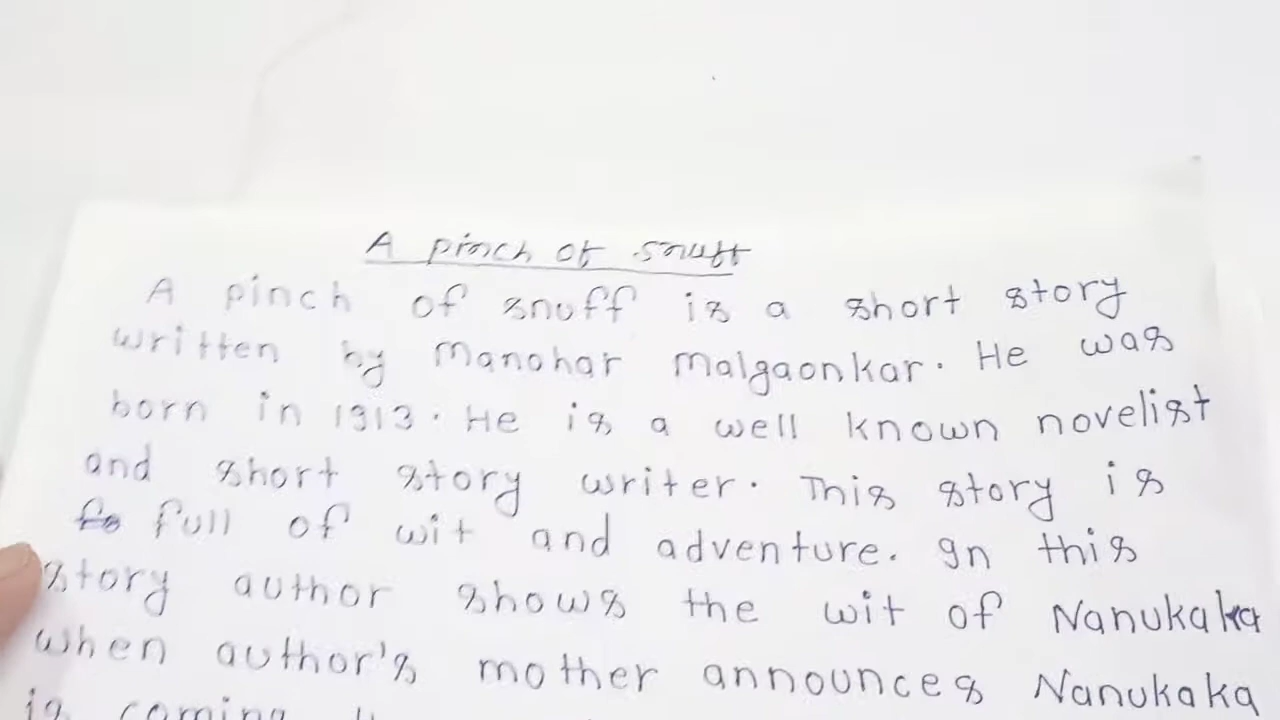 A pinch of snuff
A pinch of snuff is a short story
written by Manohar Malgaonkar. He was
born in 1913. He is a well known novelist
and short story writer. This story is
full of wit and adventure. In this
story author shows the wit of Nanukaka
when author's mother announces Nanukaka
is coming